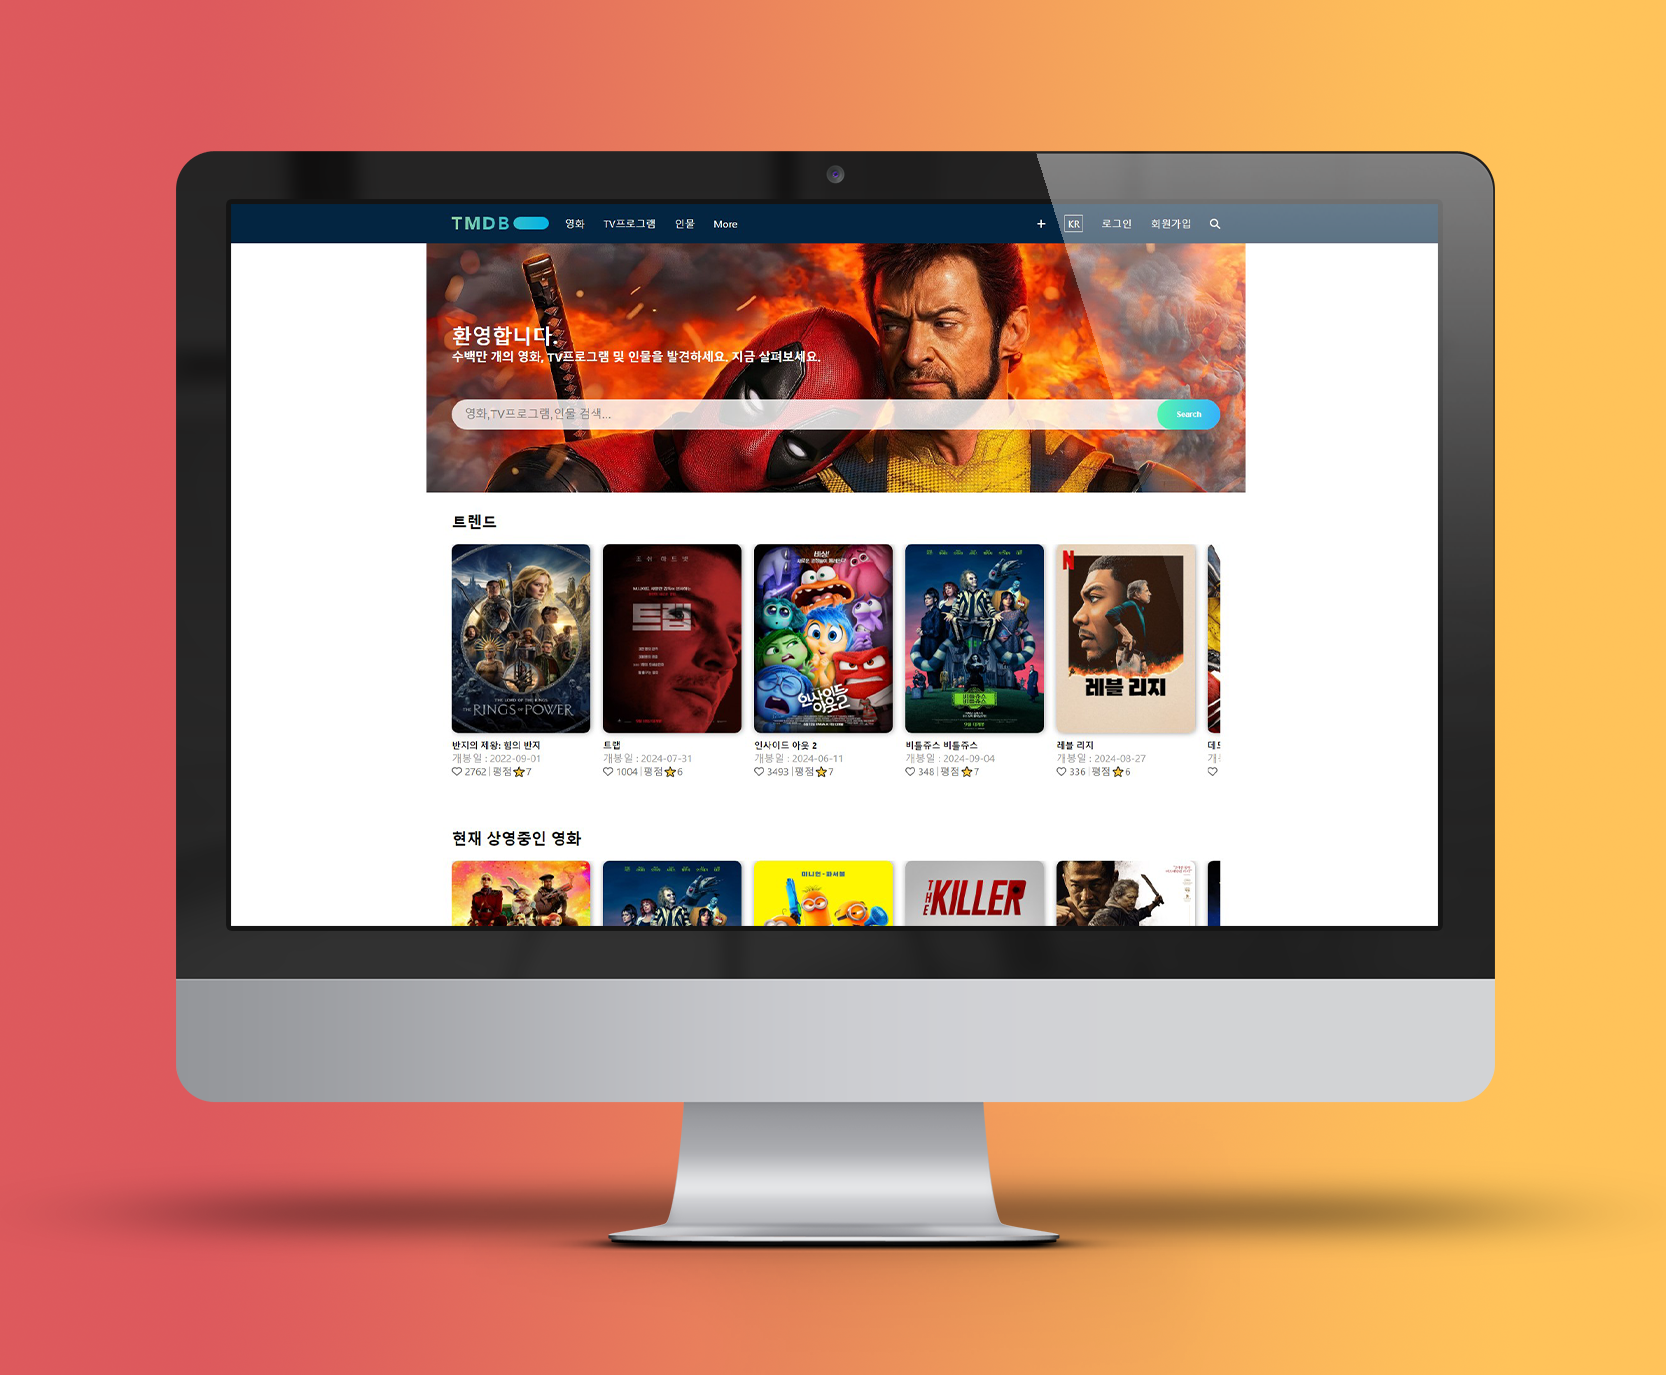 TMDB
영화 TV프로그램 인물 More
+ KR 로그인 회원가입
환영합니다.
수백만 개의 영화, TV프로그램 및 인물을 발견하세요. 지금 살펴보세요.
영화,TV프로그램,인물 검색...
Search
트렌드
THE LORD OF THE RINGS
THE RINGS OF POWER
조쉬 하트넷
트랩
비상!
인사이드
아웃2
비틀쥬스
비틀쥬스
N
레블 리지
반지의 제왕: 힘의 반지
개봉일 : 2022-09-01
2762 | 평점⭐7
트랩
개봉일 : 2024-07-31
1004 | 평점⭐6
인사이드 아웃 2
개봉일 : 2024-06-11
3493 | 평점⭐7
비틀쥬스 비틀쥬스
개봉일 : 2024-09-04
348 | 평점⭐7
레블 리지
개봉일 : 2024-08-27
336 | 평점⭐6
현재 상영중인 영화
미니언-파서블
THE KILLER